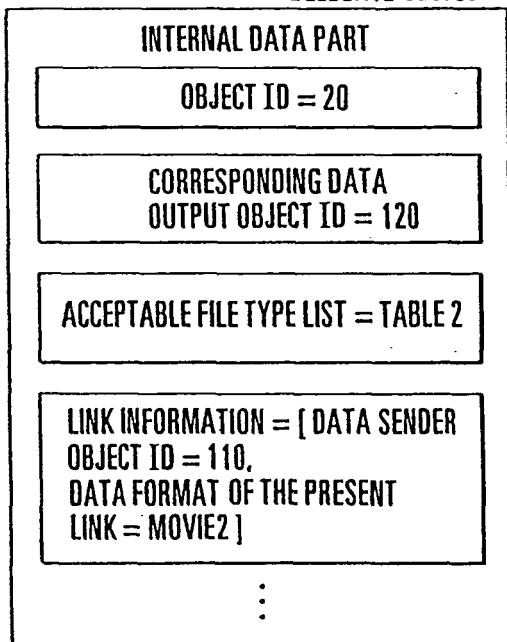 INTERNAL DATA PART
OBJECT ID = 20
CORRESPONDING DATA
OUTPUT OBJECT ID = 120
ACCEPTABLE FILE TYPE LIST = TABLE 2
LINK INFORMATION = [ DATA SENDER
OBJECT ID = 110,
DATA FORMAT OF THE PRESENT
LINK = MOVIE2 ]